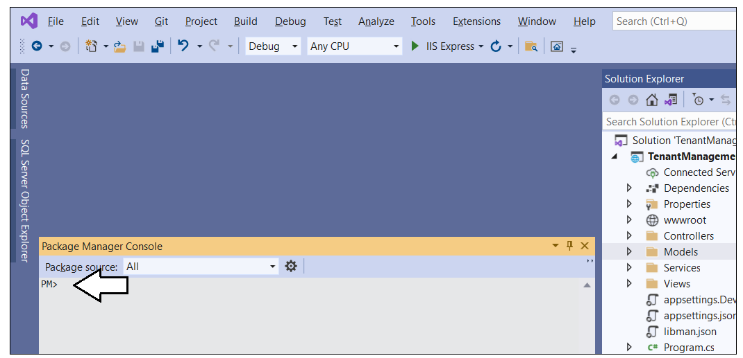 File Edit View Git Project Build Debug Test Analyze Tools Extensions Window Help Search (Ctrl+Q)
Debug Any CPU IIS Express
Data Sources
SQL Server Object Explorer
Package Manager Console
Package source: All
PM>
Solution Explorer
Search Solution Explorer (Ct
Solution 'TenantManag
TenantManageme
Connected Serv
Dependencies
Properties
wwwroot
Controllers
Models
Services
Views
appsettings.Dev
appsettings.json
libman.json
C# Program.cs